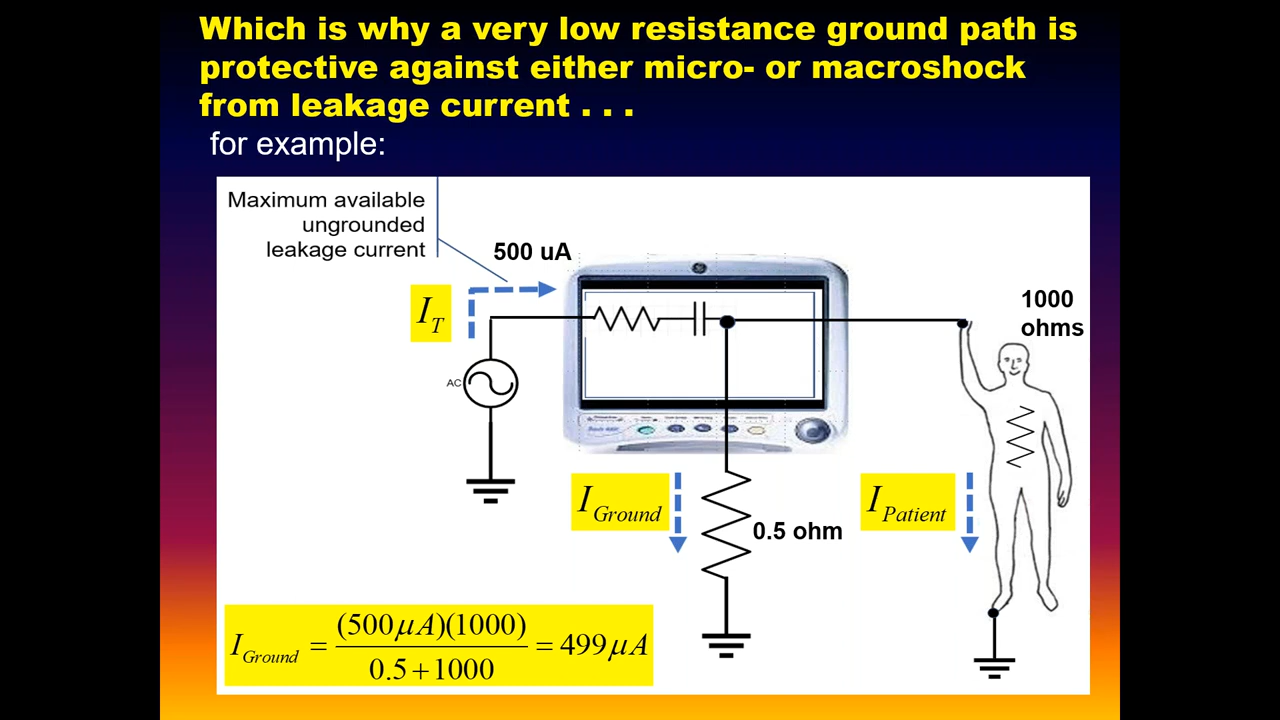 Which is why a very low resistance ground path is
protective against either micro- or macroshock
from leakage current . . .
for example:
Maximum available
ungrounded
leakage current
500 uA
I_T
AC
1000
ohms
I_Ground
0.5 ohm
I_Patient
I_Ground = (500μA)(1000) / 0.5+1000 = 499μA